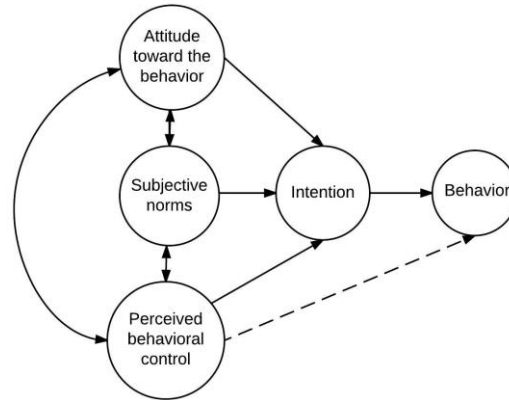 Attitude
toward the
behavior
Subjective
norms
Intention
Behavior
Perceived
behavioral
control